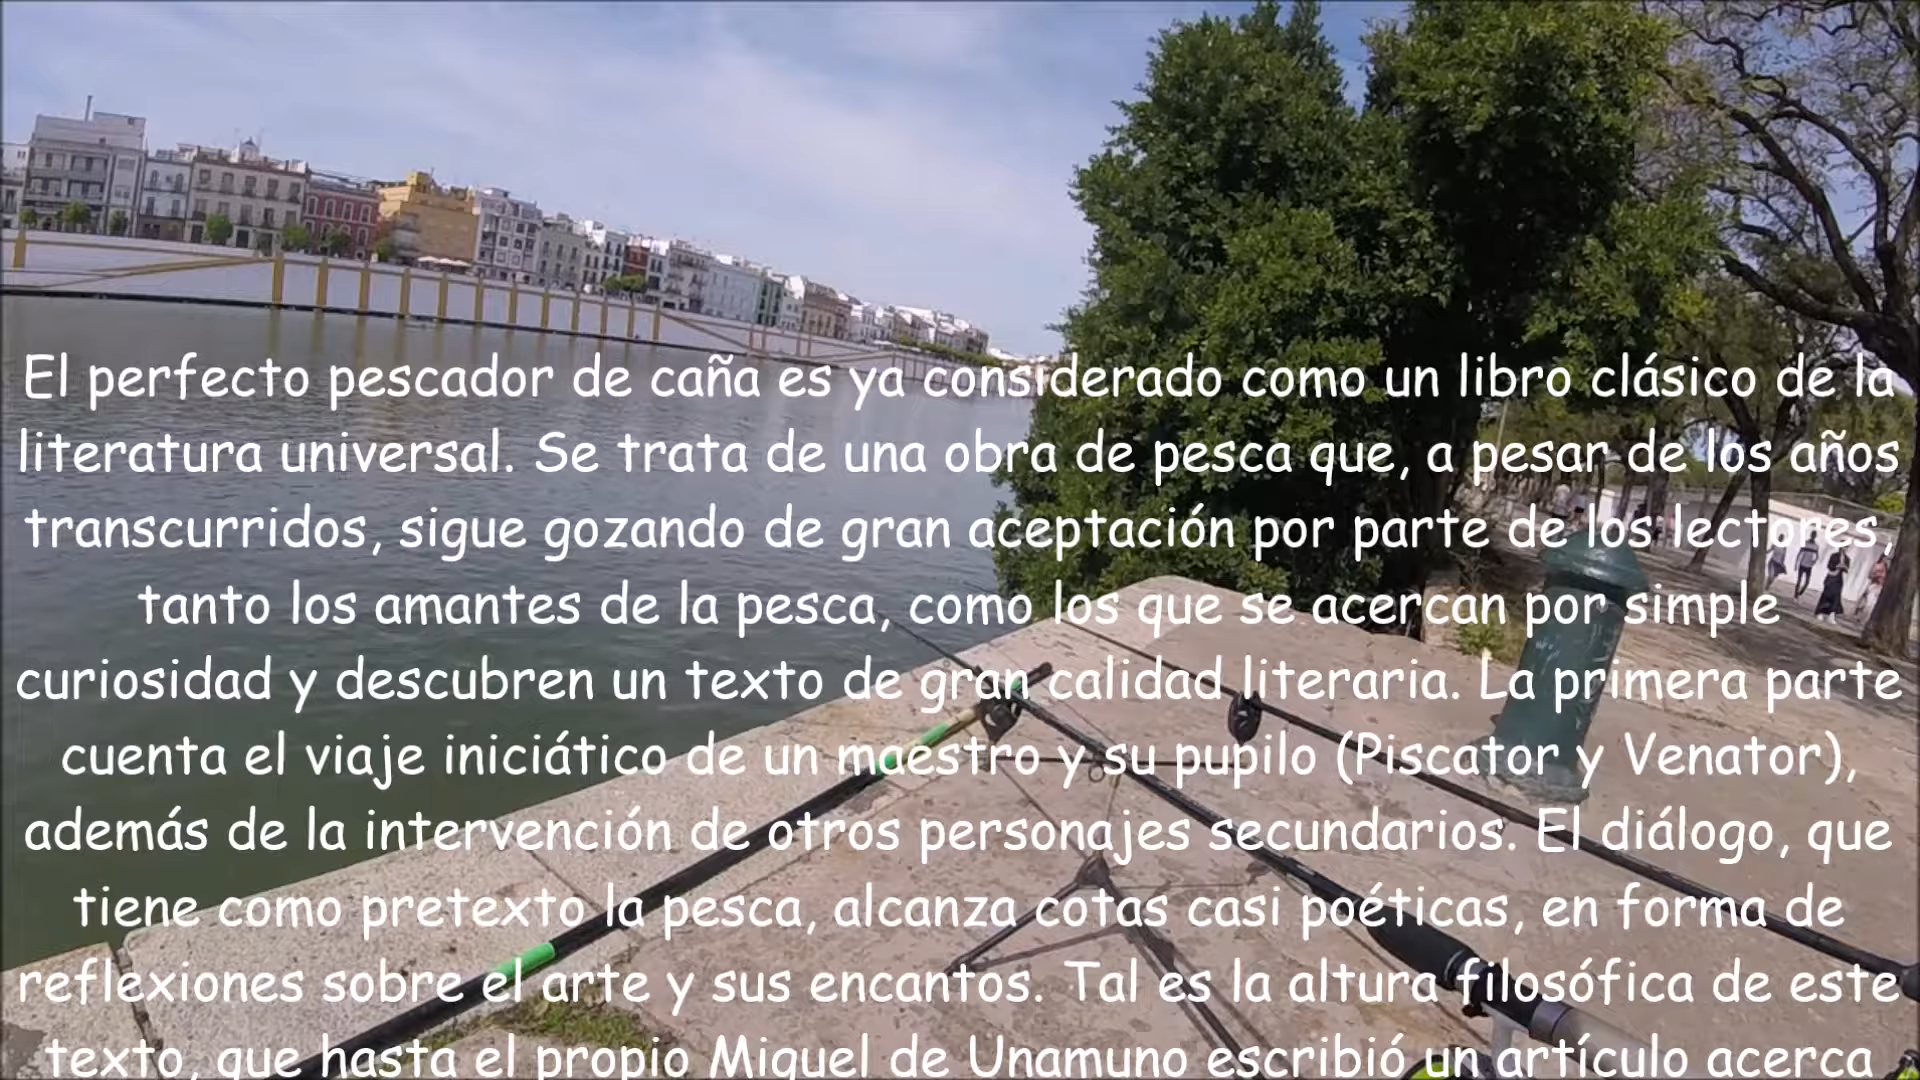 El perfecto pescador de caña es ya considerado como un libro clásico de la
literatura universal. Se trata de una obra de pesca que, a pesar de los años
transcurridos, sigue gozando de gran aceptación por parte de los lectores,
tanto los amantes de la pesca, como los que se acercan por simple
curiosidad y descubren un texto de gran calidad literaria. La primera parte
cuenta el viaje iniciático de un maestro y su pupilo (Piscator y Venator),
además de la intervención de otros personajes secundarios. El diálogo, que
tiene como pretexto la pesca, alcanza cotas casi poéticas, en forma de
reflexiones sobre el arte y sus encantos. Tal es la altura filosófica de este
texto, que hasta el propio Miguel de Unamuno escribió un artículo acerca